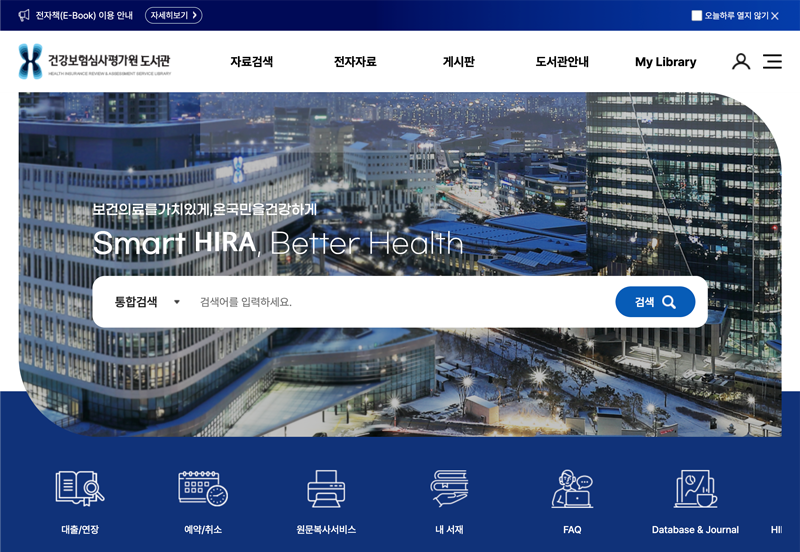 전자책(E-Book) 이용 안내
자세히보기
오늘하루 열지 않기
건강보험심사평가원 도서관
HEALTH INSURANCE REVIEW & ASSESSMENT SERVICE LIBRARY
자료검색
전자자료
게시판
도서관안내
My Library
보건의료를가치있게,온국민을건강하게
Smart HIRA, Better Health
통합검색
검색어를 입력하세요.
검색
대출/연장
예약/취소
원문복사서비스
내 서재
FAQ
Database & Journal
HI